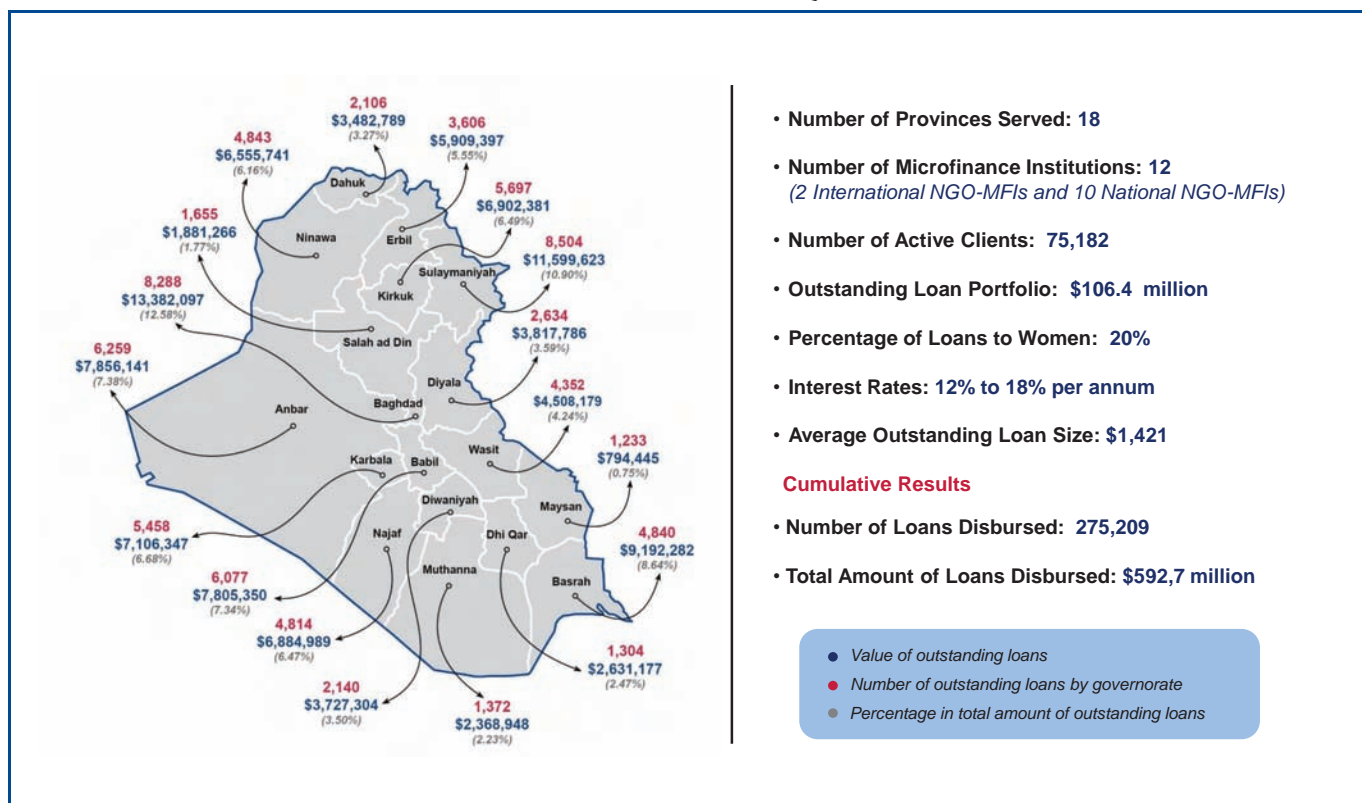 2,106
$3,482,789
(3.27%)
3,606
$5,909,397
(5.55%)
4,843
$6,555,741
(6.16%)
5,697
$6,902,381
(6.49%)
1,655
$1,881,266
(1.77%)
8,504
$11,599,623
(10.90%)
8,288
$13,382,097
(12.58%)
2,634
$3,817,786
(3.59%)
6,259
$7,856,141
(7.38%)
4,352
$4,508,179
(4.24%)
1,233
$794,445
(0.75%)
5,458
$7,106,347
(6.68%)
4,840
$9,192,282
(8.64%)
6,077
$7,805,350
(7.34%)
4,814
$6,884,989
(6.47%)
1,304
$2,631,177
(2.47%)
2,140
$3,727,304
(3.50%)
1,372
$2,368,948
(2.23%)
Dahuk
Ninawa
Erbil
Sulaymaniyah
Kirkuk
Salah ad Din
Diyala
Baghdad
Anbar
Wasit
Karbala
Babil
Diwaniyah
Maysan
Najaf
Dhi Qar
Muthanna
Basrah
• Number of Provinces Served: 18
• Number of Microfinance Institutions: 12
(2 International NGO-MFIs and 10 National NGO-MFIs)
• Number of Active Clients: 75,182
• Outstanding Loan Portfolio: $106.4 million
• Percentage of Loans to Women: 20%
• Interest Rates: 12% to 18% per annum
• Average Outstanding Loan Size: $1,421
Cumulative Results
• Number of Loans Disbursed: 275,209
• Total Amount of Loans Disbursed: $592,7 million
• Value of outstanding loans
• Number of outstanding loans by governorate
• Percentage in total amount of outstanding loans